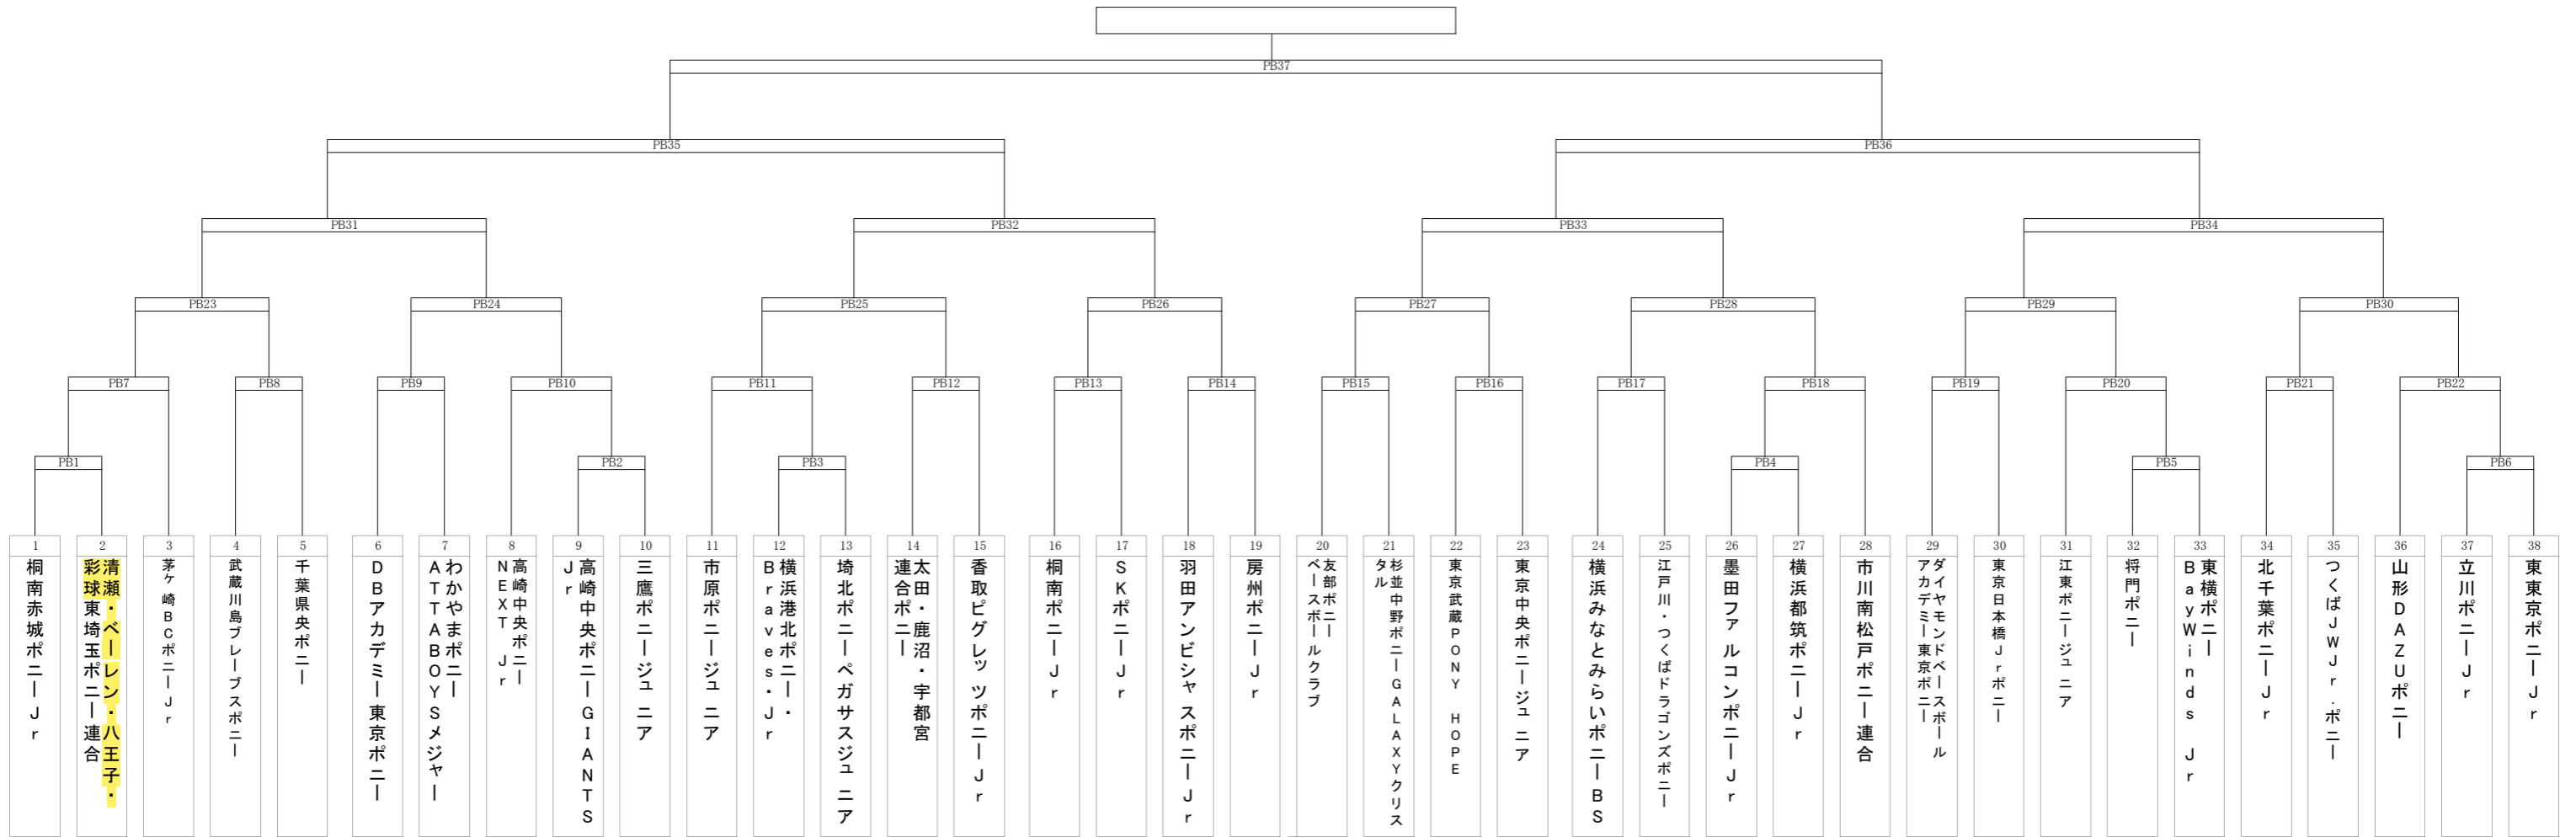 PB37
PB35
PB36
PB31
PB32
PB33
PB34
PB23
PB24
PB25
PB26
PB27
PB28
PB29
PB30
PB7
PB8
PB9
PB10
PB11
PB12
PB13
PB14
PB15
PB16
PB17
PB18
PB19
PB20
PB21
PB22
PB1
PB2
PB3
PB4
PB5
PB6
1
桐南赤城ポニーJr
2
清瀬・ベーレン・八王子・
彩球東埼玉ポニー連合
3
茅ヶ崎BCポニーJr
4
武蔵川島ブレーブスポニー
5
千葉県央ポニー
6
DBアカデミー東京ポニー
7
わかやまポニー
ATTABOYSメジャー
8
高崎中央ポニー
NEXT Jr
9
高崎中央ポニーGIANTS
Jr
10
三鷹ポニージュニア
11
市原ポニージュニア
12
横浜港北ポニー・
Braves・Jr
13
埼北ポニーペガサスジュニア
14
太田・鹿沼・宇都宮
連合ポニー
15
香取ピグレッツポニーJr
16
桐南ポニーJr
17
SKポニーJr
18
羽田アンビシャスポニーJr
19
房州ポニーJr
20
友部ポニー
ベースボールクラブ
21
杉並中野ポニーGALAXYクリス
タル
22
東京武蔵PONY HOPE
23
東京中央ポニージュニア
24
横浜みなとみらいポニーBS
25
江戸川・つくばドラゴンズポニー
26
墨田ファルコンポニーJr
27
横浜都筑ポニーJr
28
市川南松戸ポニー連合
29
ダイヤモンドベースボール
アカデミー東京ポニー
30
東京日本橋Jrポニー
31
江東ポニージュニア
32
将門ポニー
33
東横ポニー
BayWinds Jr
34
北千葉ポニーJr
35
つくばJWJr.ポニー
36
山形DAZUポニー
37
立川ポニーJr
38
東東京ポニーJr